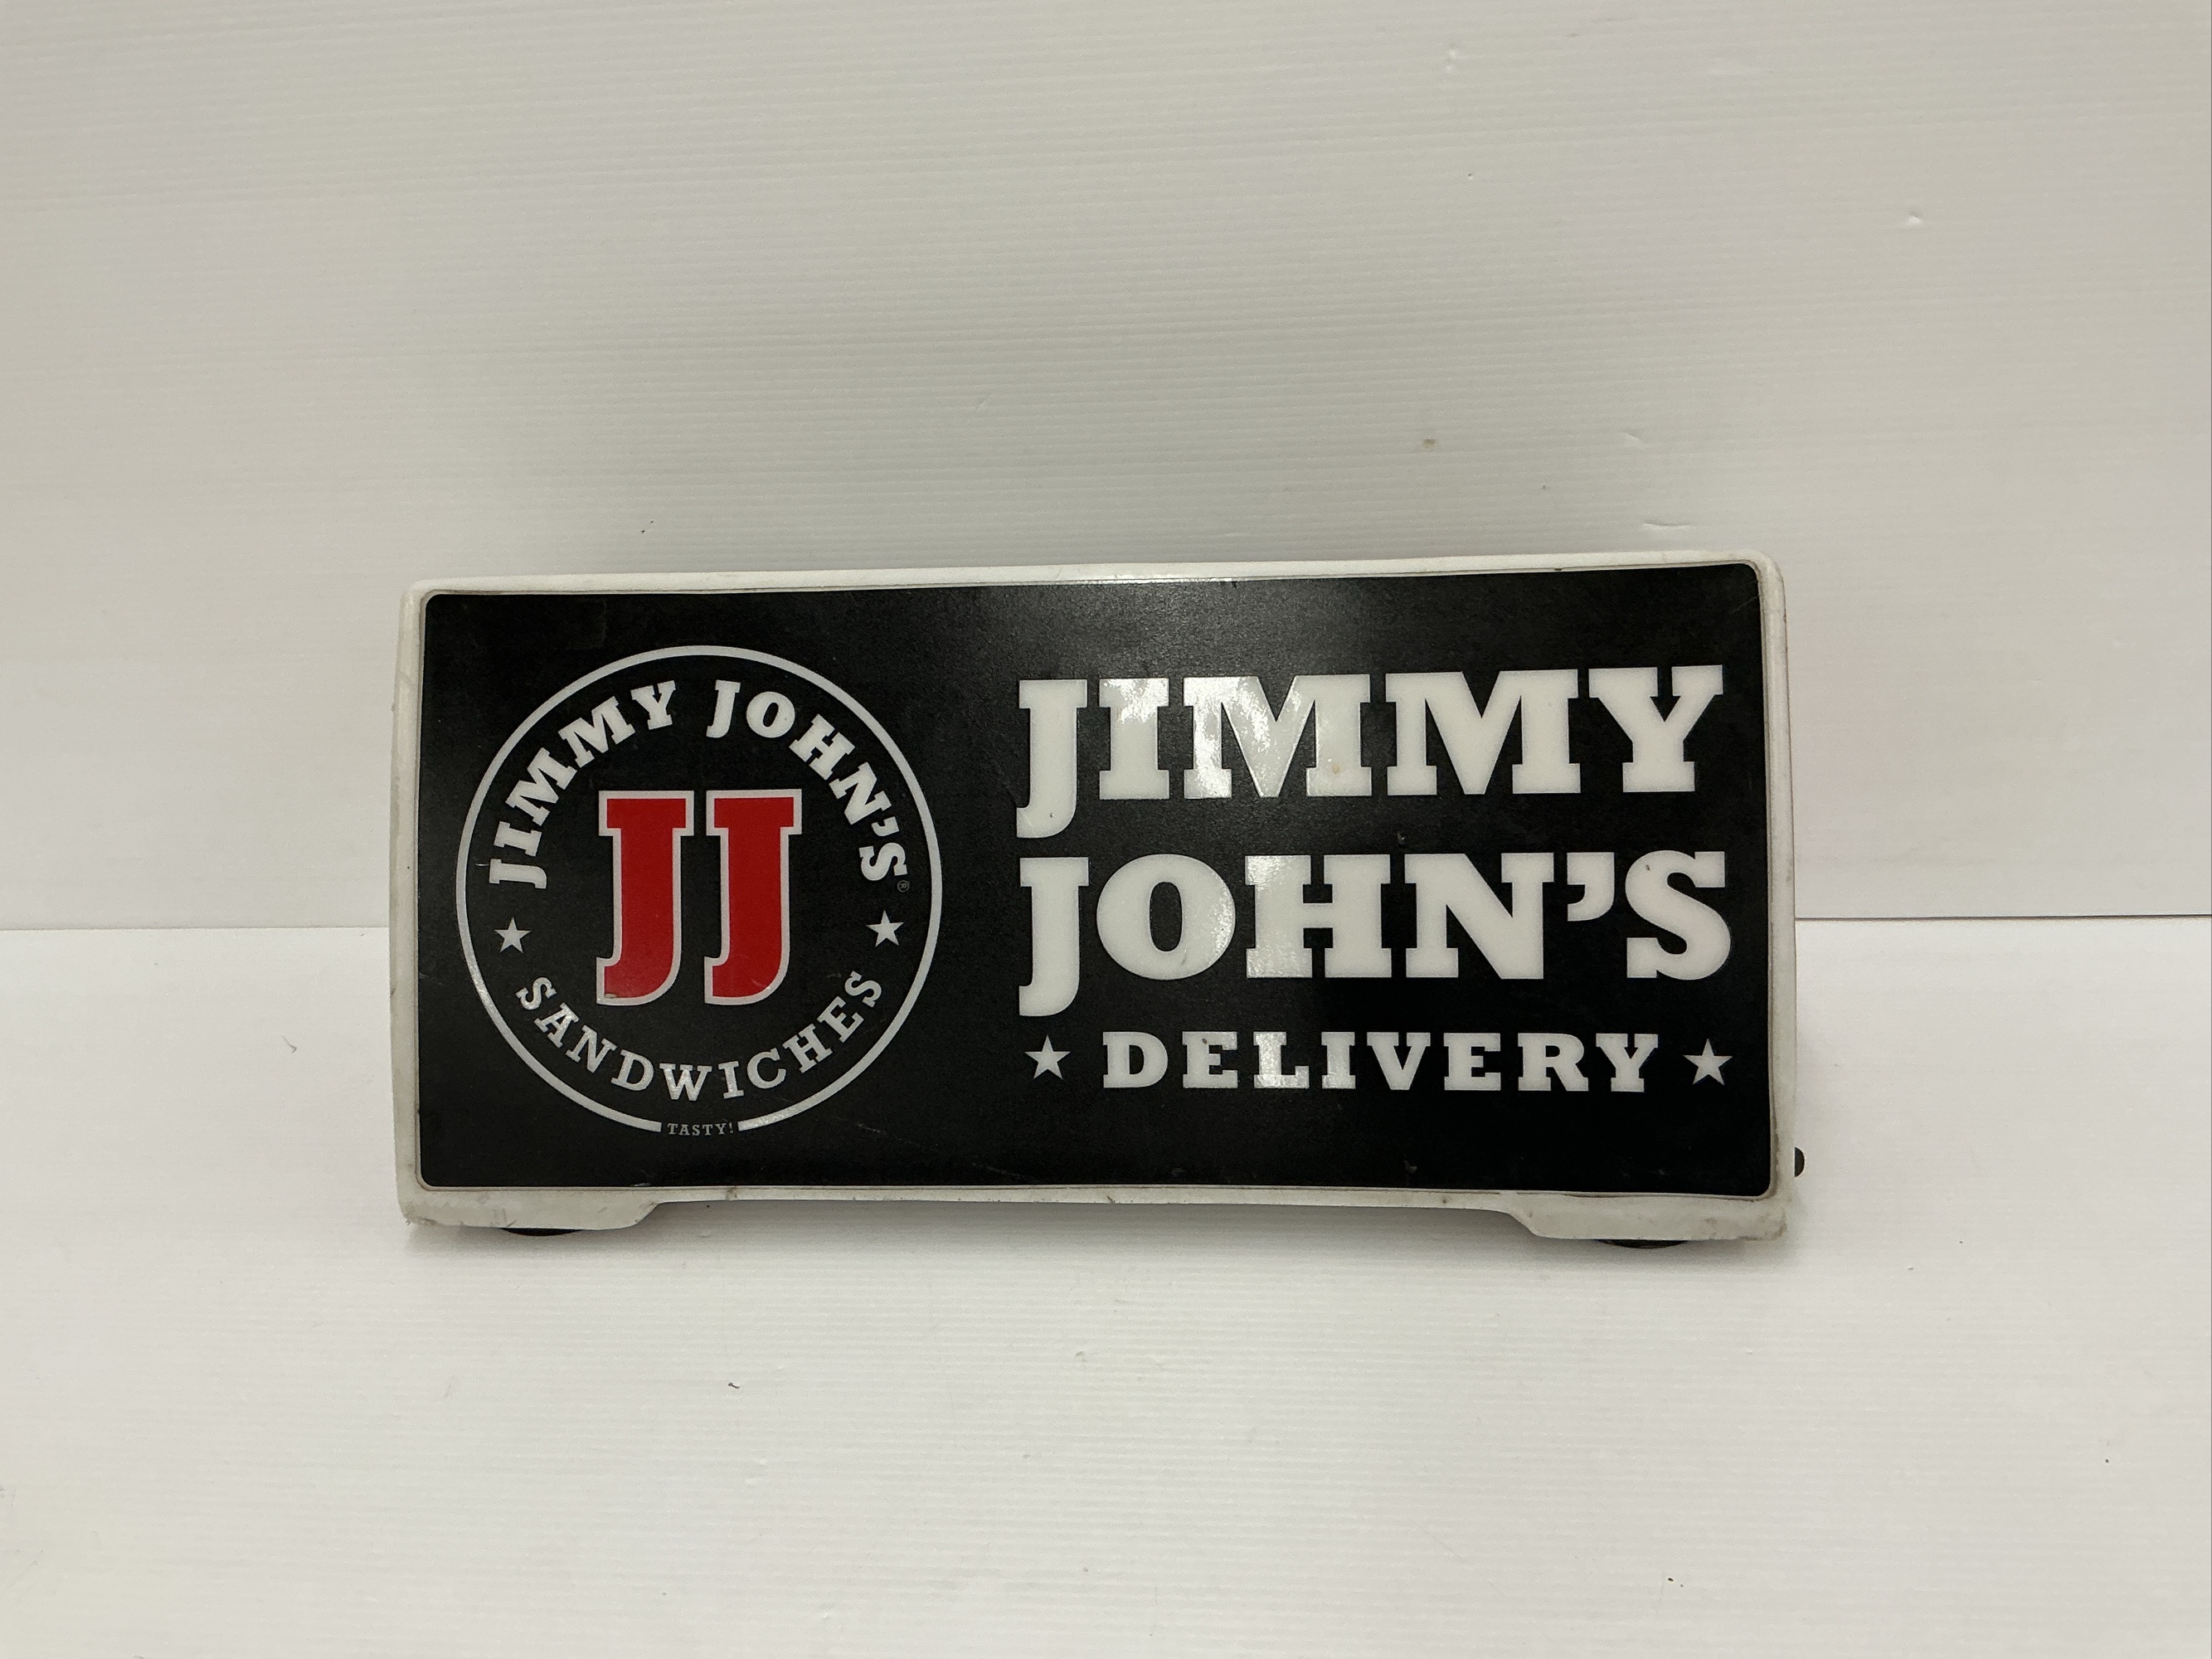 JIMMY JOHN'S®
JJ
★ SANDWICHES ★
TASTY!
JIMMY
JOHN'S
★ DELIVERY ★